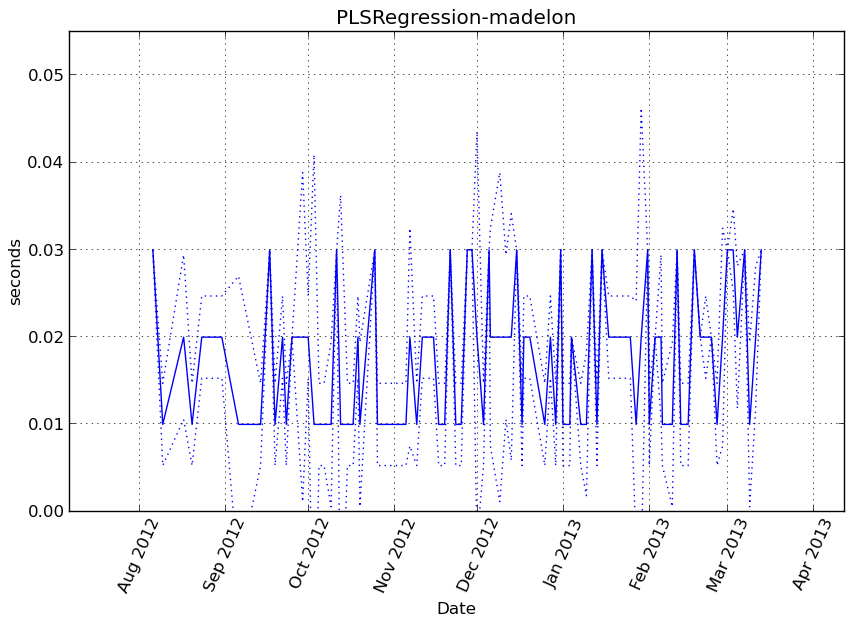 PLSRegression-madelon
0.05
0.04
0.03
0.02
0.01
0.00
seconds
Aug 2012
Sep 2012
Oct 2012
Nov 2012
Dec 2012
Jan 2013
Feb 2013
Mar 2013
Apr 2013
Date